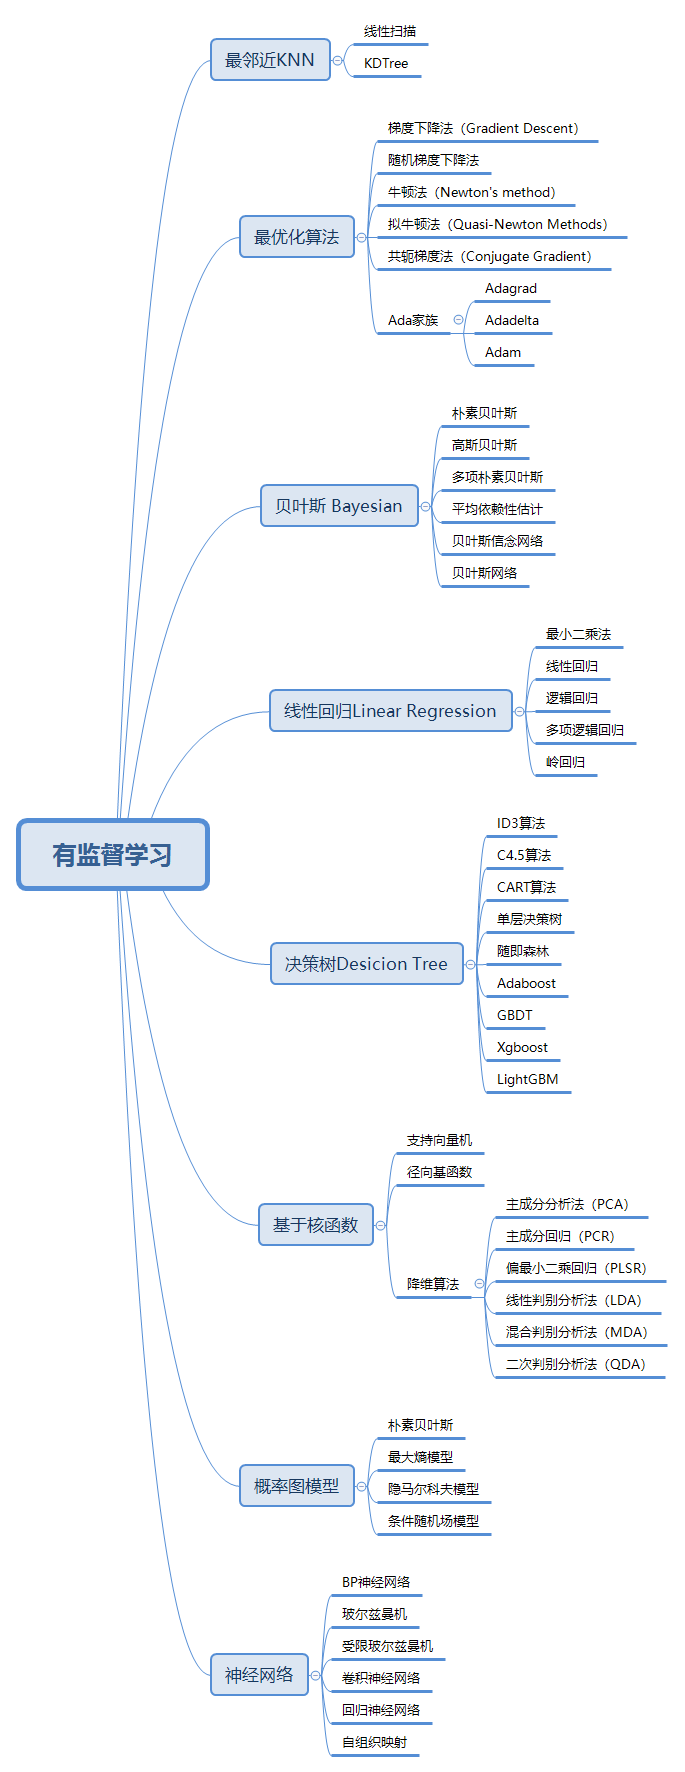 有监督学习
最邻近KNN
线性扫描
KDTree
最优化算法
梯度下降法（Gradient Descent）
随机梯度下降法
牛顿法（Newton's method）
拟牛顿法（Quasi-Newton Methods）
共轭梯度法（Conjugate Gradient）
Ada家族
Adagrad
Adadelta
Adam
贝叶斯 Bayesian
朴素贝叶斯
高斯贝叶斯
多项朴素贝叶斯
平均依赖性估计
贝叶斯信念网络
贝叶斯网络
线性回归Linear Regression
最小二乘法
线性回归
逻辑回归
多项逻辑回归
岭回归
决策树Desicion Tree
ID3算法
C4.5算法
CART算法
单层决策树
随即森林
Adaboost
GBDT
Xgboost
LightGBM
基于核函数
支持向量机
径向基函数
降维算法
主成分分析法（PCA）
主成分回归（PCR）
偏最小二乘回归（PLSR）
线性判别分析法（LDA）
混合判别分析法（MDA）
二次判别分析法（QDA）
概率图模型
朴素贝叶斯
最大熵模型
隐马尔科夫模型
条件随机场模型
神经网络
BP神经网络
玻尔兹曼机
受限玻尔兹曼机
卷积神经网络
回归神经网络
自组织映射